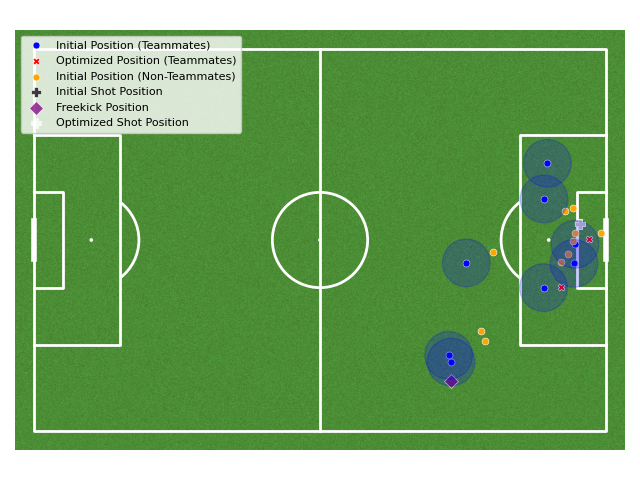 Initial Position (Teammates)
Optimized Position (Teammates)
Initial Position (Non-Teammates)
Initial Shot Position
Freekick Position
Optimized Shot Position